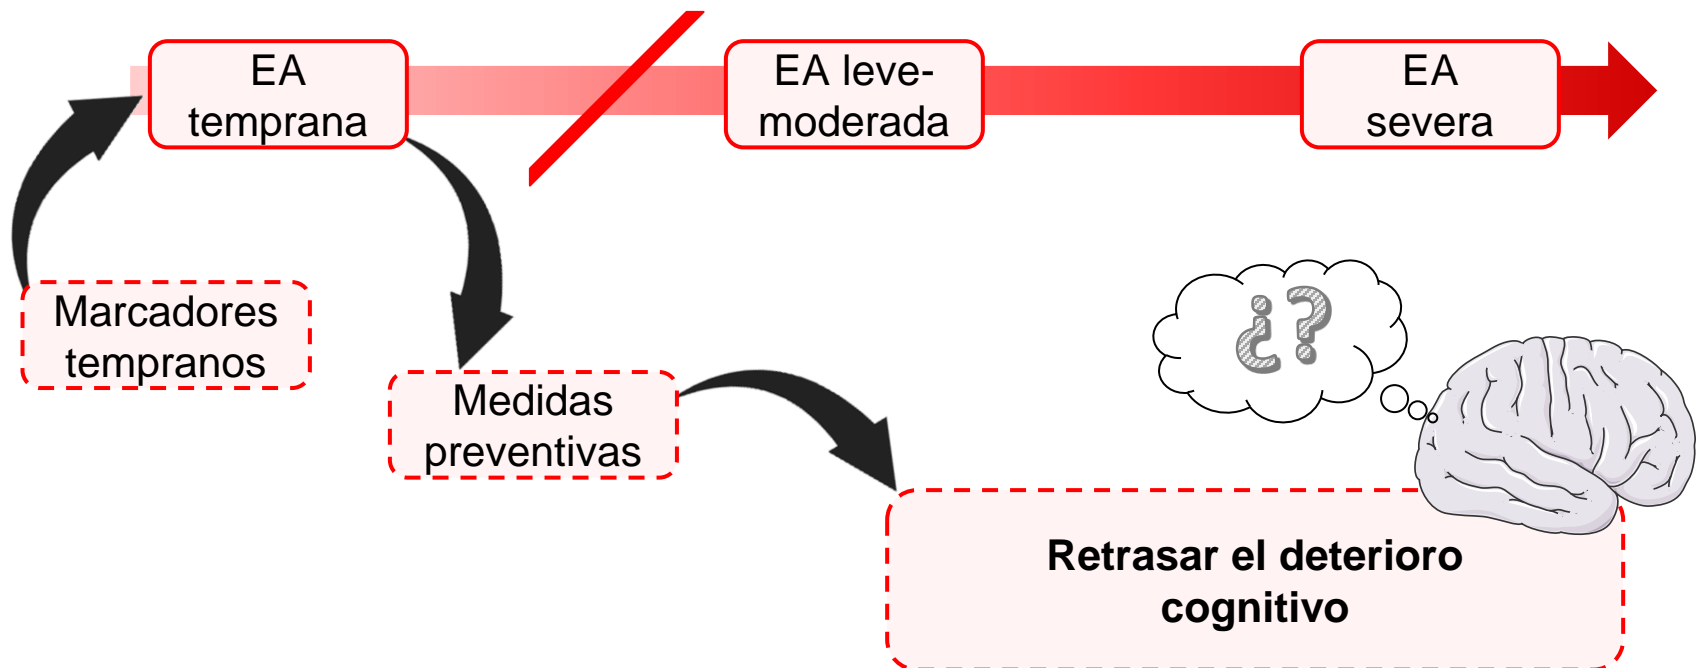 EA
temprana
EA leve-
moderada
EA
severa
Marcadores
tempranos
Medidas
preventivas
¿?
Retrasar el deterioro
cognitivo